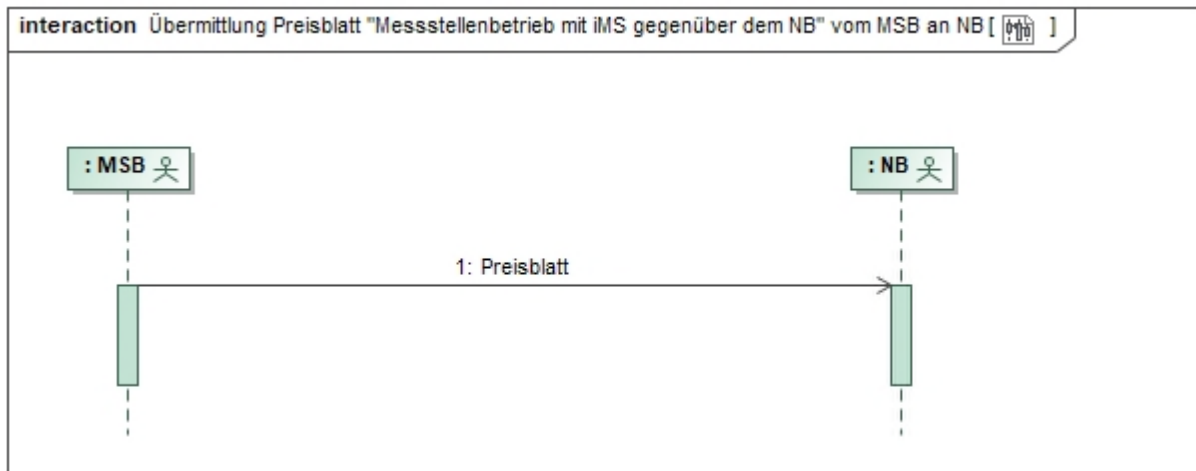 interaction Übermittlung Preisblatt "Messstellenbetrieb mit iMS gegenüber dem NB" vom MSB an NB [ ]
: MSB
: NB
1: Preisblatt